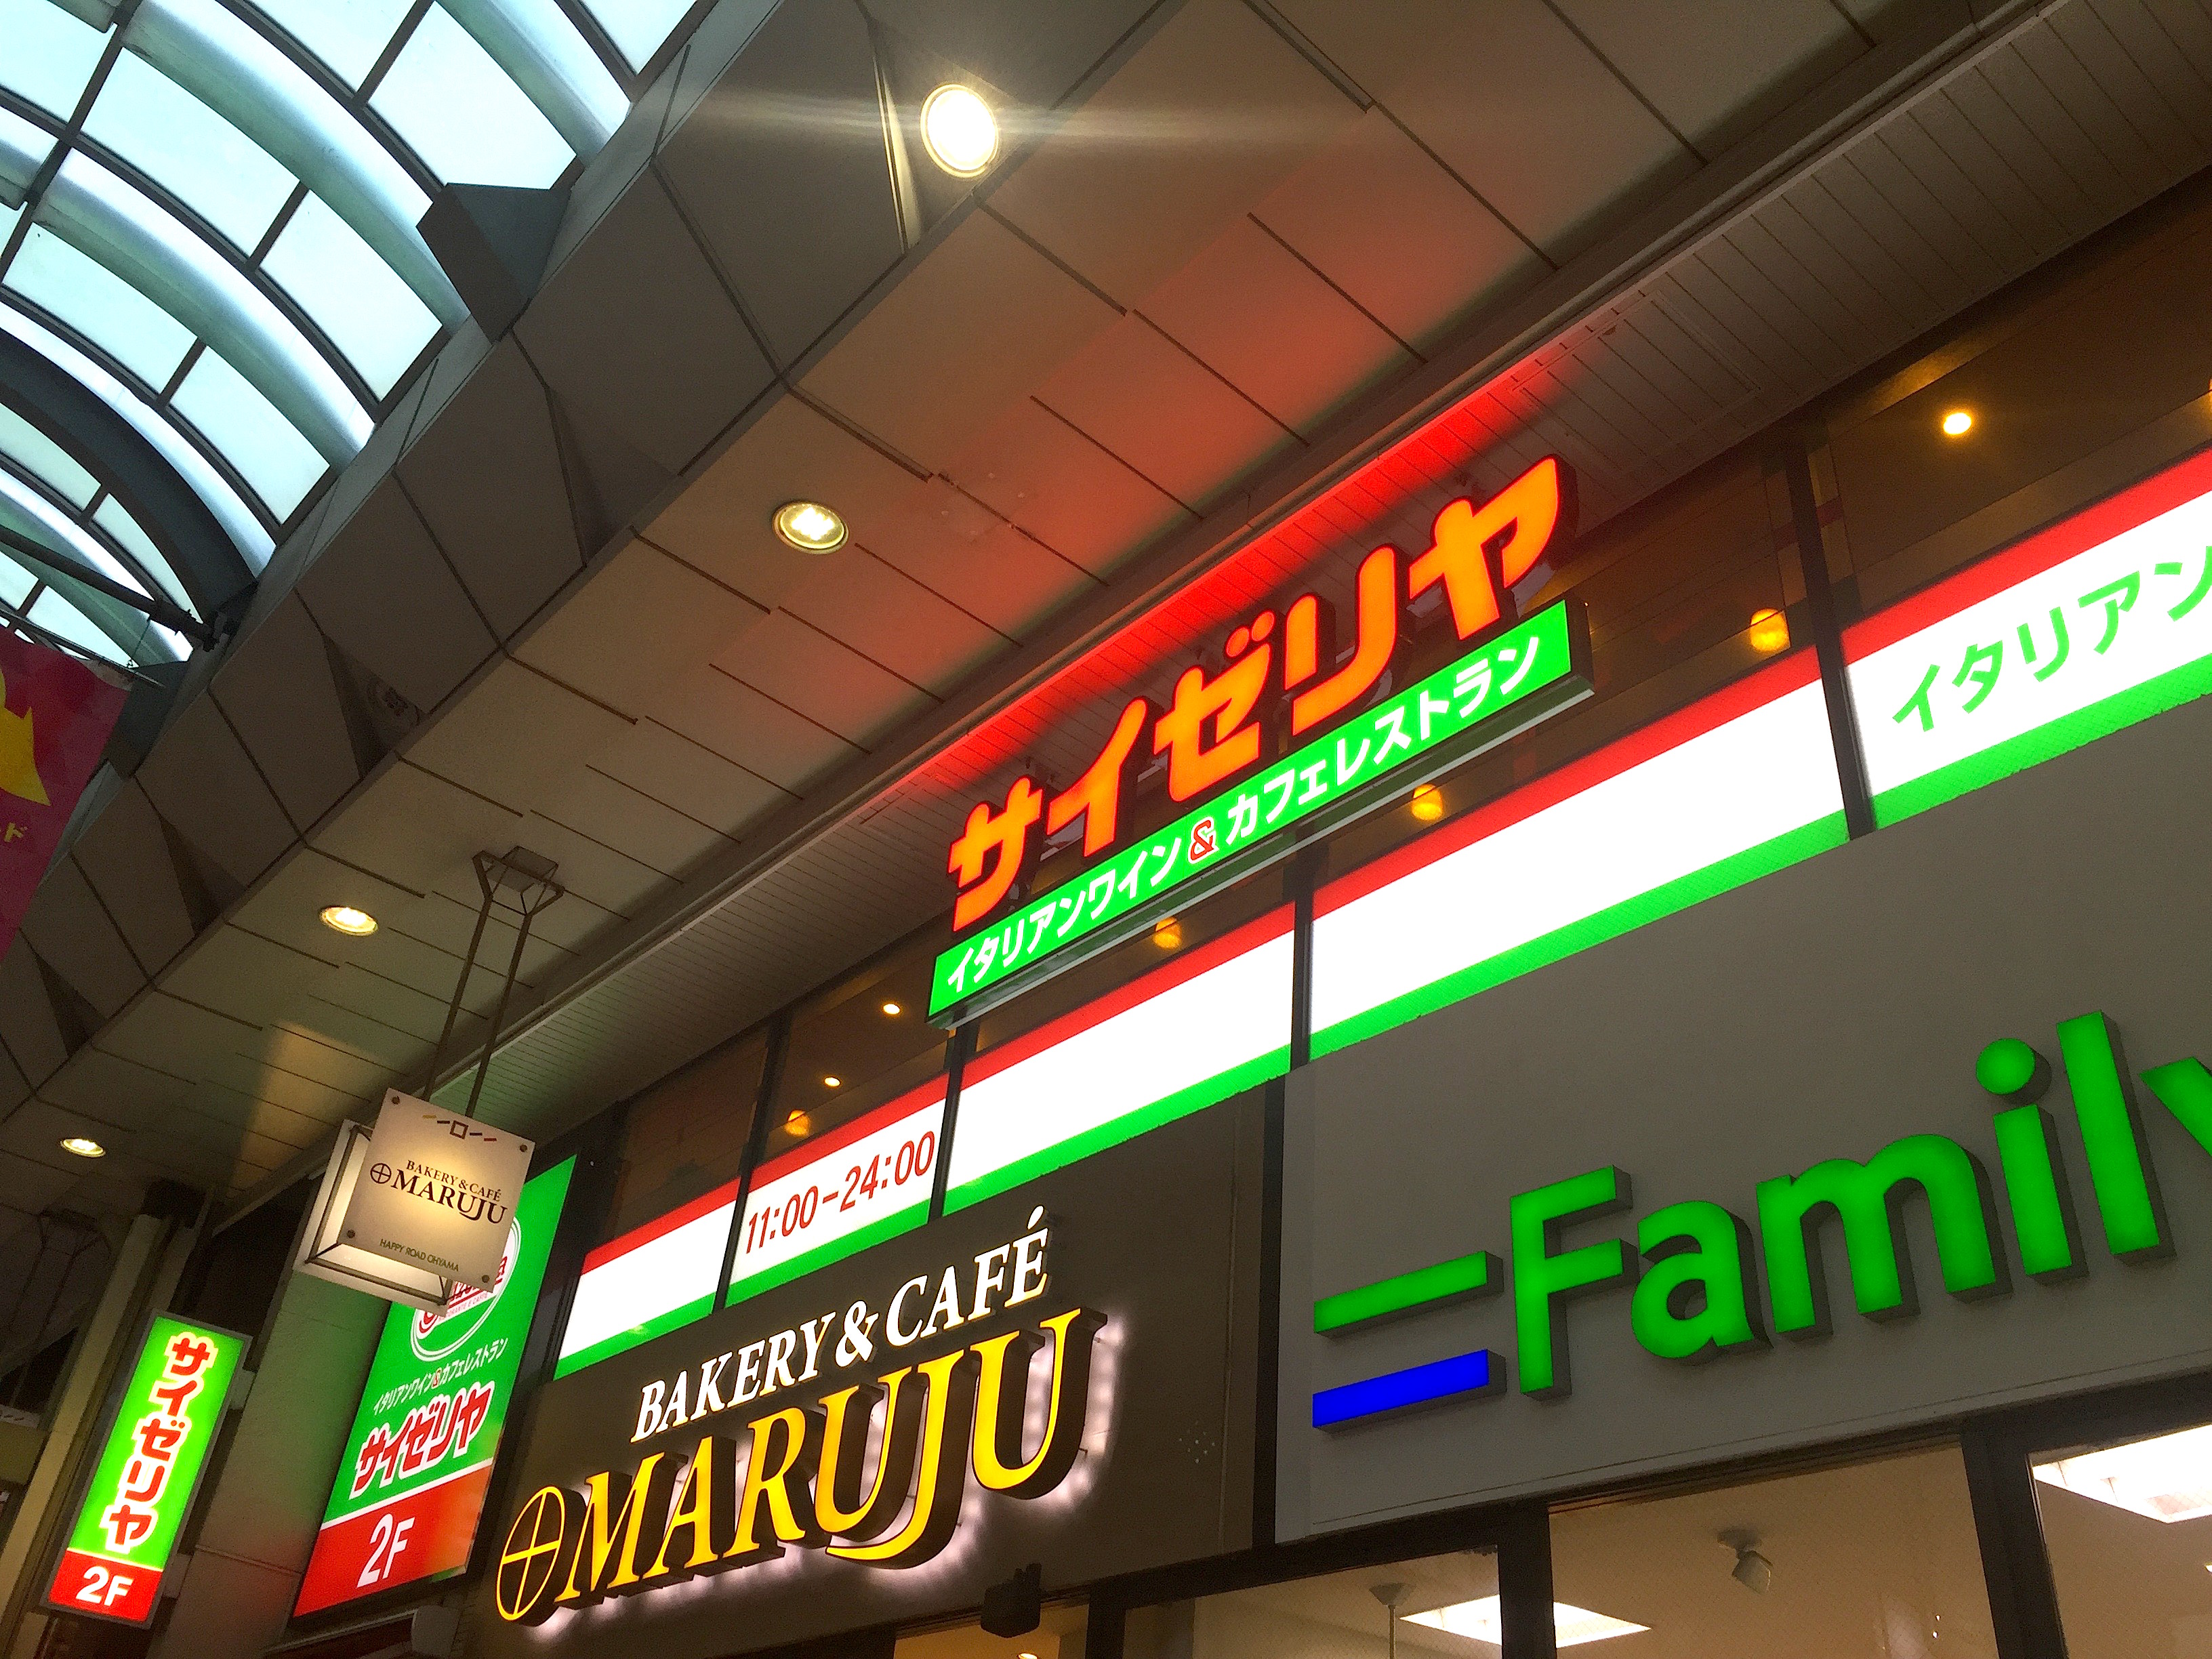 サイゼリヤ
イタリアンワイン&カフェレストラン
イタリアン
11:00-24:00
BAKERY & CAFÉ
MARUJU
Family
BAKERY & CAFÉ
MARUJU
HAPPY ROAD OHYAMA
イタリアンワイン&カフェレストラン
サイゼリヤ
2F
サイゼリヤ
2F
ド